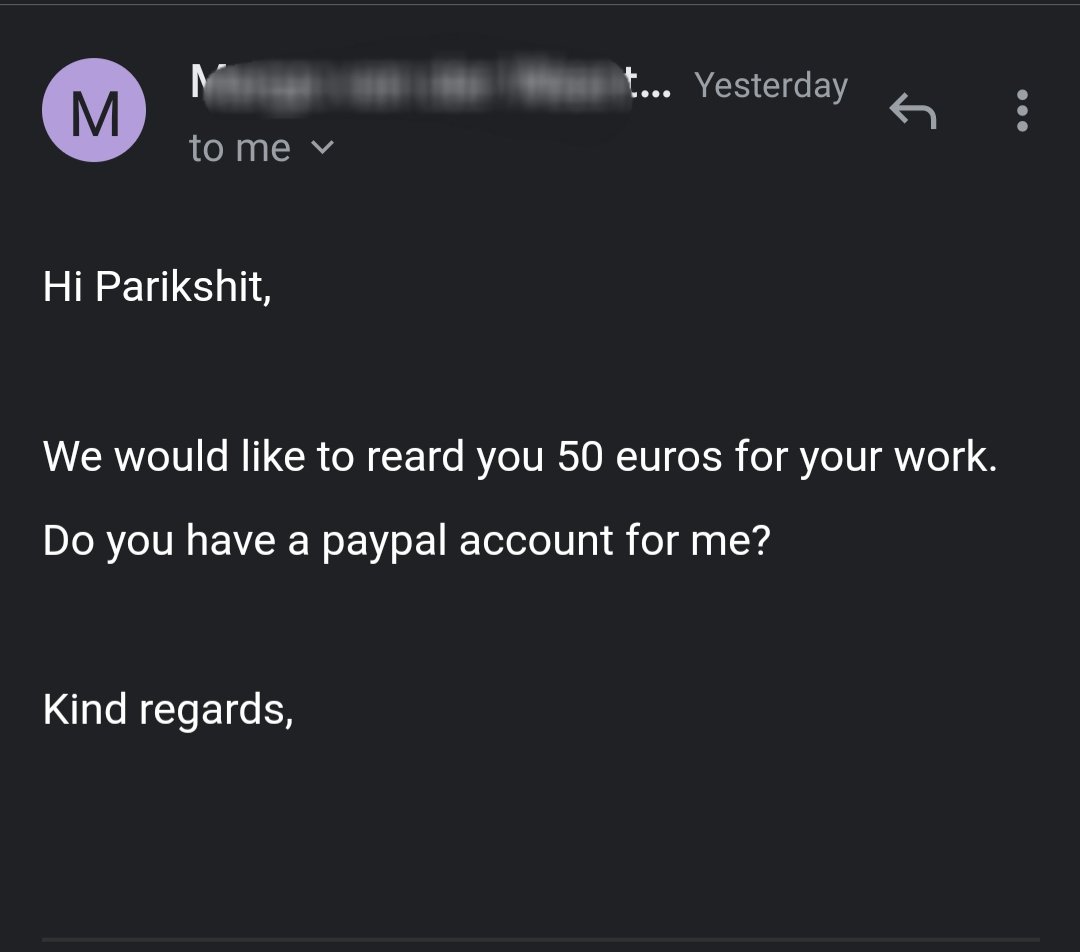 M
Yesterday
to me
Hi Parikshit,
We would like to reard you 50 euros for your work.
Do you have a paypal account for me?
Kind regards,